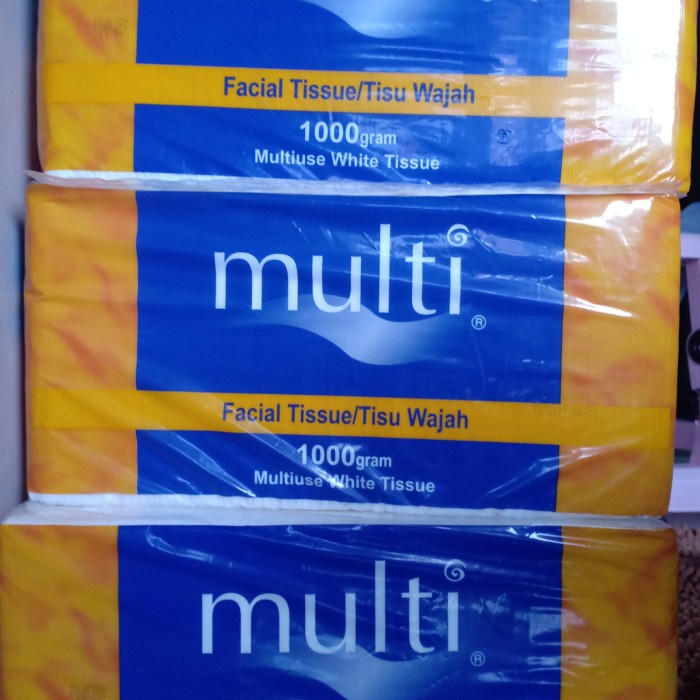 Facial Tissue/Tisu Wajah
1000gram
Multiuse White Tissue
multi®
Facial Tissue/Tisu Wajah
1000gram
Multiuse White Tissue
multi®